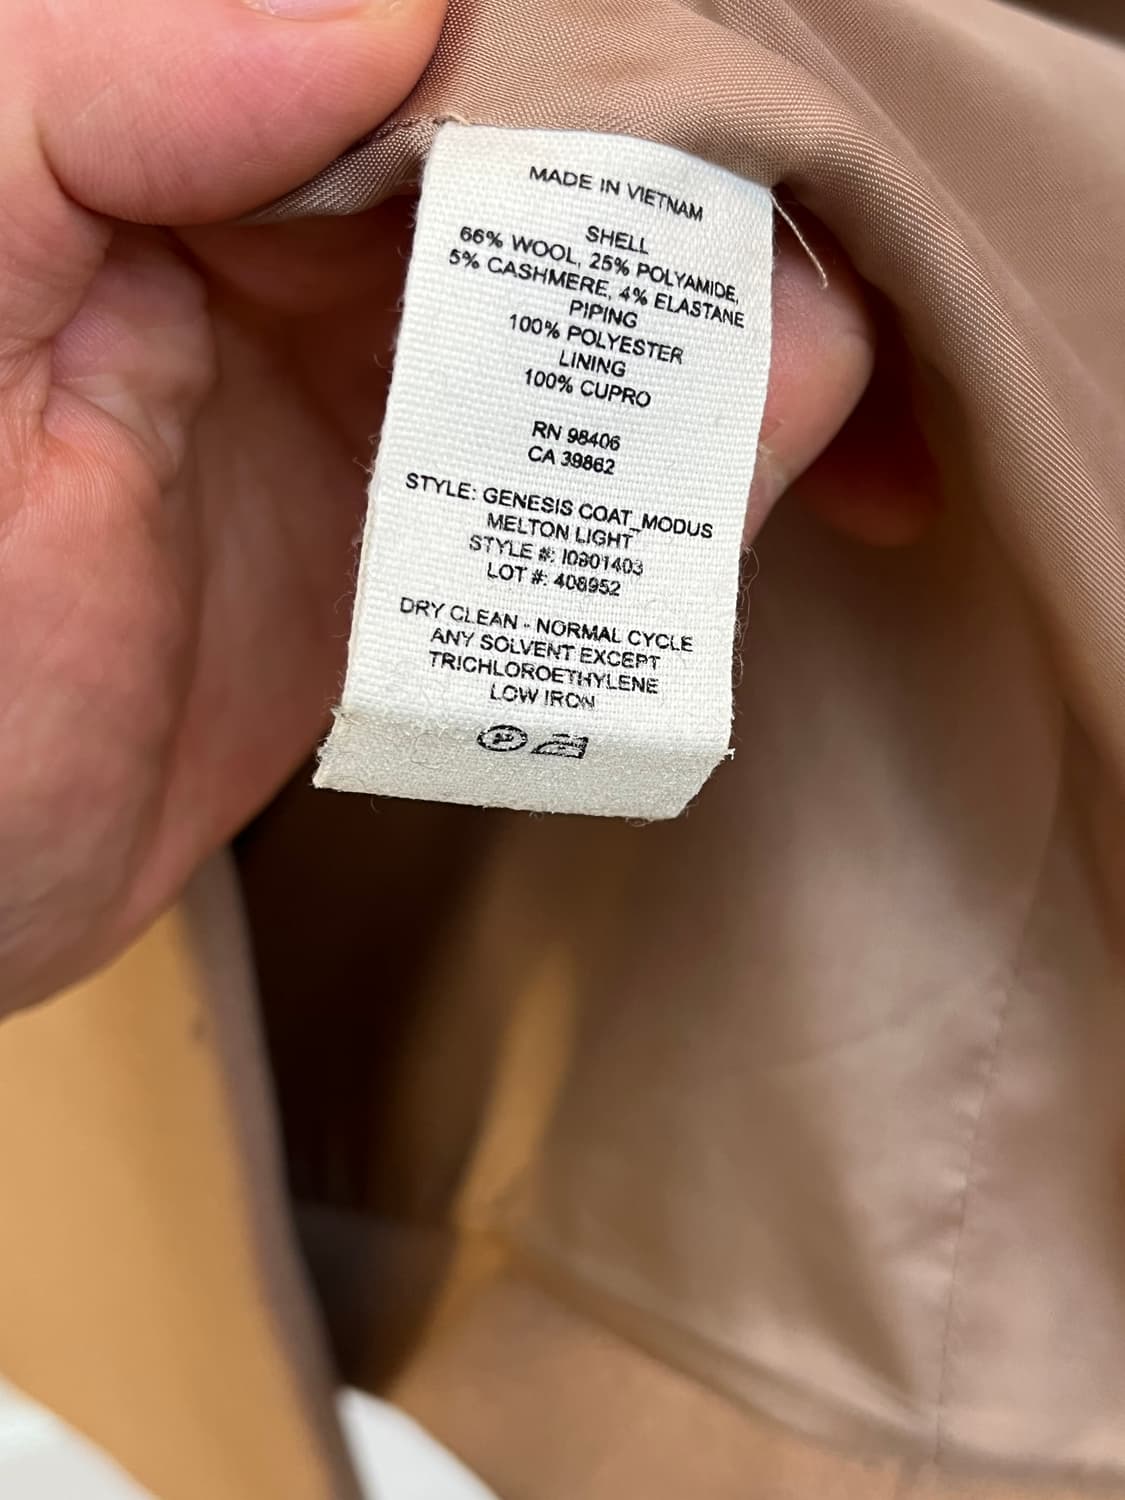 MADE IN VIETNAM
SHELL
66% WOOL, 25% POLYAMIDE,
5% CASHMERE, 4% ELASTANE
PIPING
100% POLYESTER
LINING
100% CUPRO
RN 98406
CA 39862
STYLE: GENESIS COAT_MODUS
MELTON LIGHT
STYLE #: I0801403
LOT #: 408952
DRY CLEAN - NORMAL CYCLE
ANY SOLVENT EXCEPT
TRICHLOROETHYLENE
LOW IRON
P